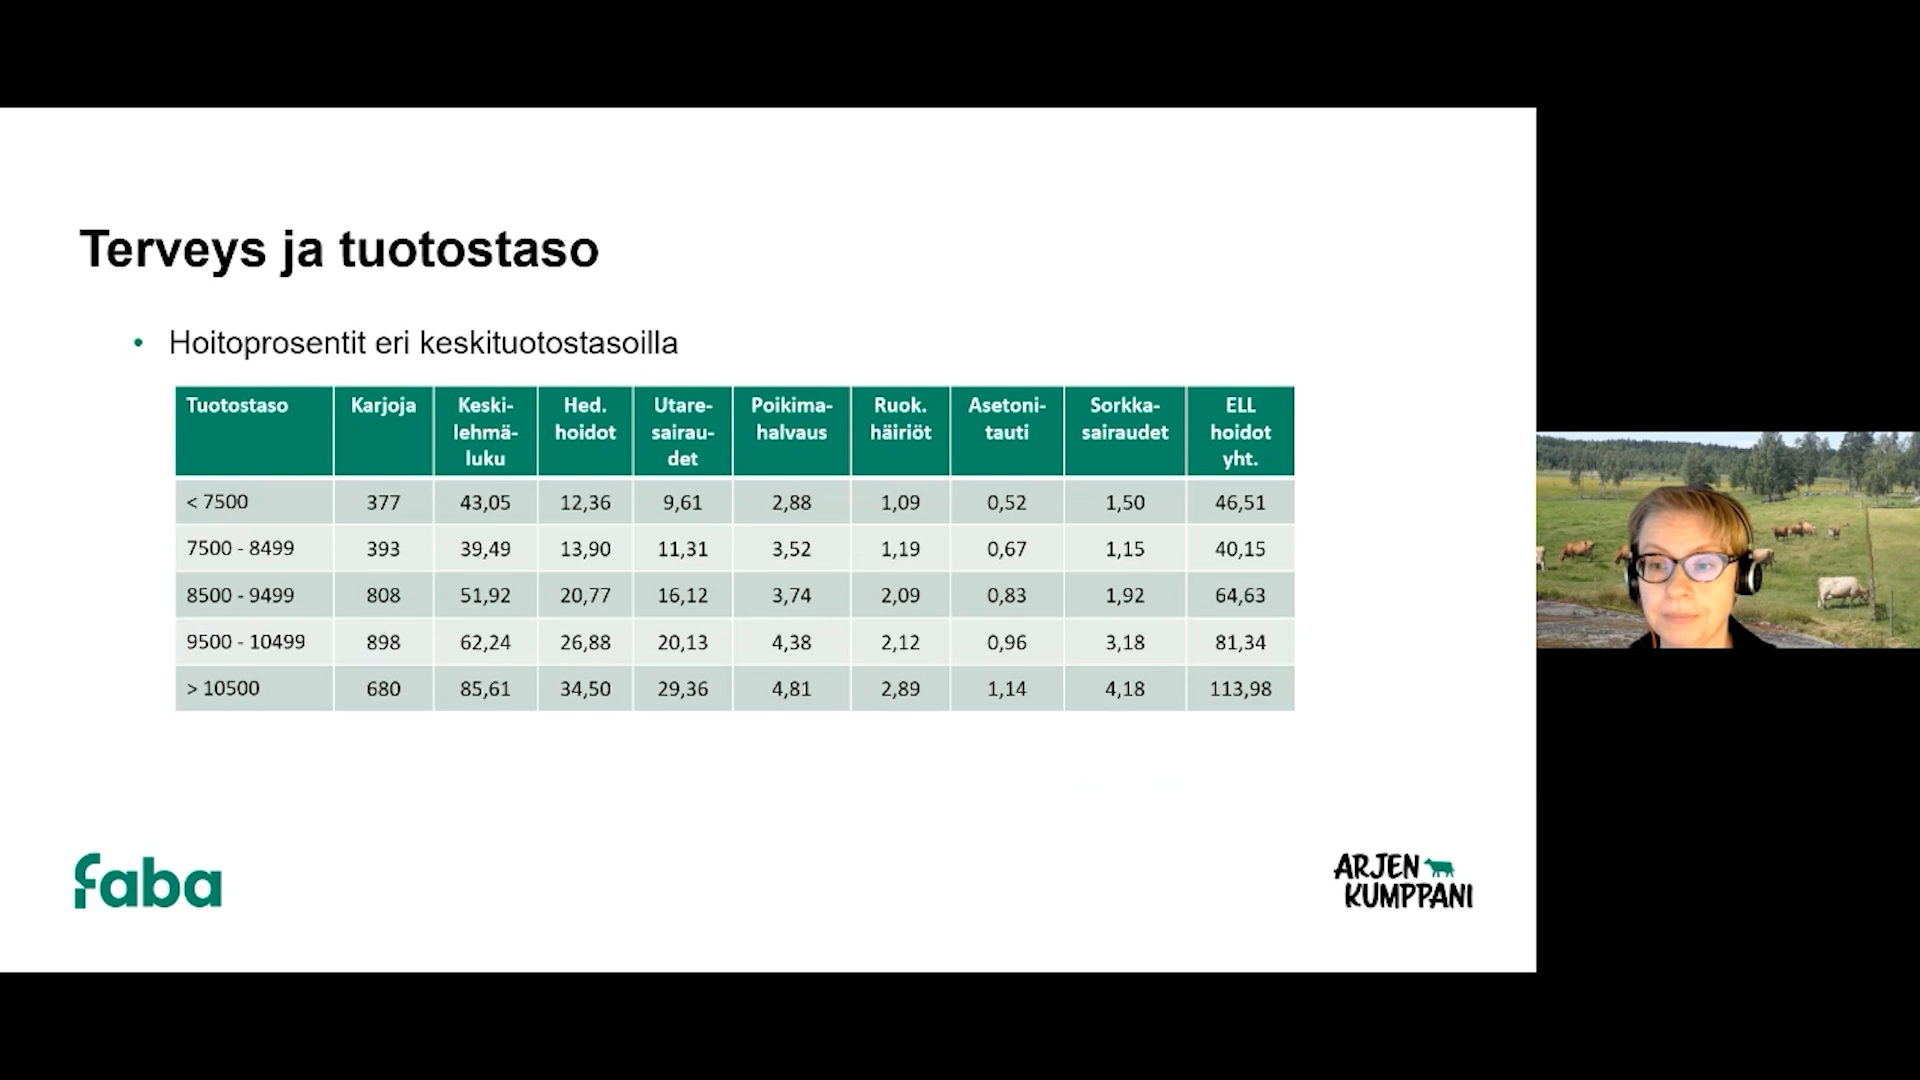 Terveys ja tuotostaso
• Hoitoprosentit eri keskituotostasoilla
Tuotostaso Karjoja Keski-lehmä-luku Hed. hoidot Utare-sairau-det Poikima-halvaus Ruok. häiriöt Asetoni-tauti Sorkka-sairaudet ELL hoidot yht.
< 7500 377 43,05 12,36 9,61 2,88 1,09 0,52 1,50 46,51
7500 - 8499 393 39,49 13,90 11,31 3,52 1,19 0,67 1,15 40,15
8500 - 9499 808 51,92 20,77 16,12 3,74 2,09 0,83 1,92 64,63
9500 - 10499 898 62,24 26,88 20,13 4,38 2,12 0,96 3,18 81,34
> 10500 680 85,61 34,50 29,36 4,81 2,89 1,14 4,18 113,98
faba
ARJEN
KUMPPANI